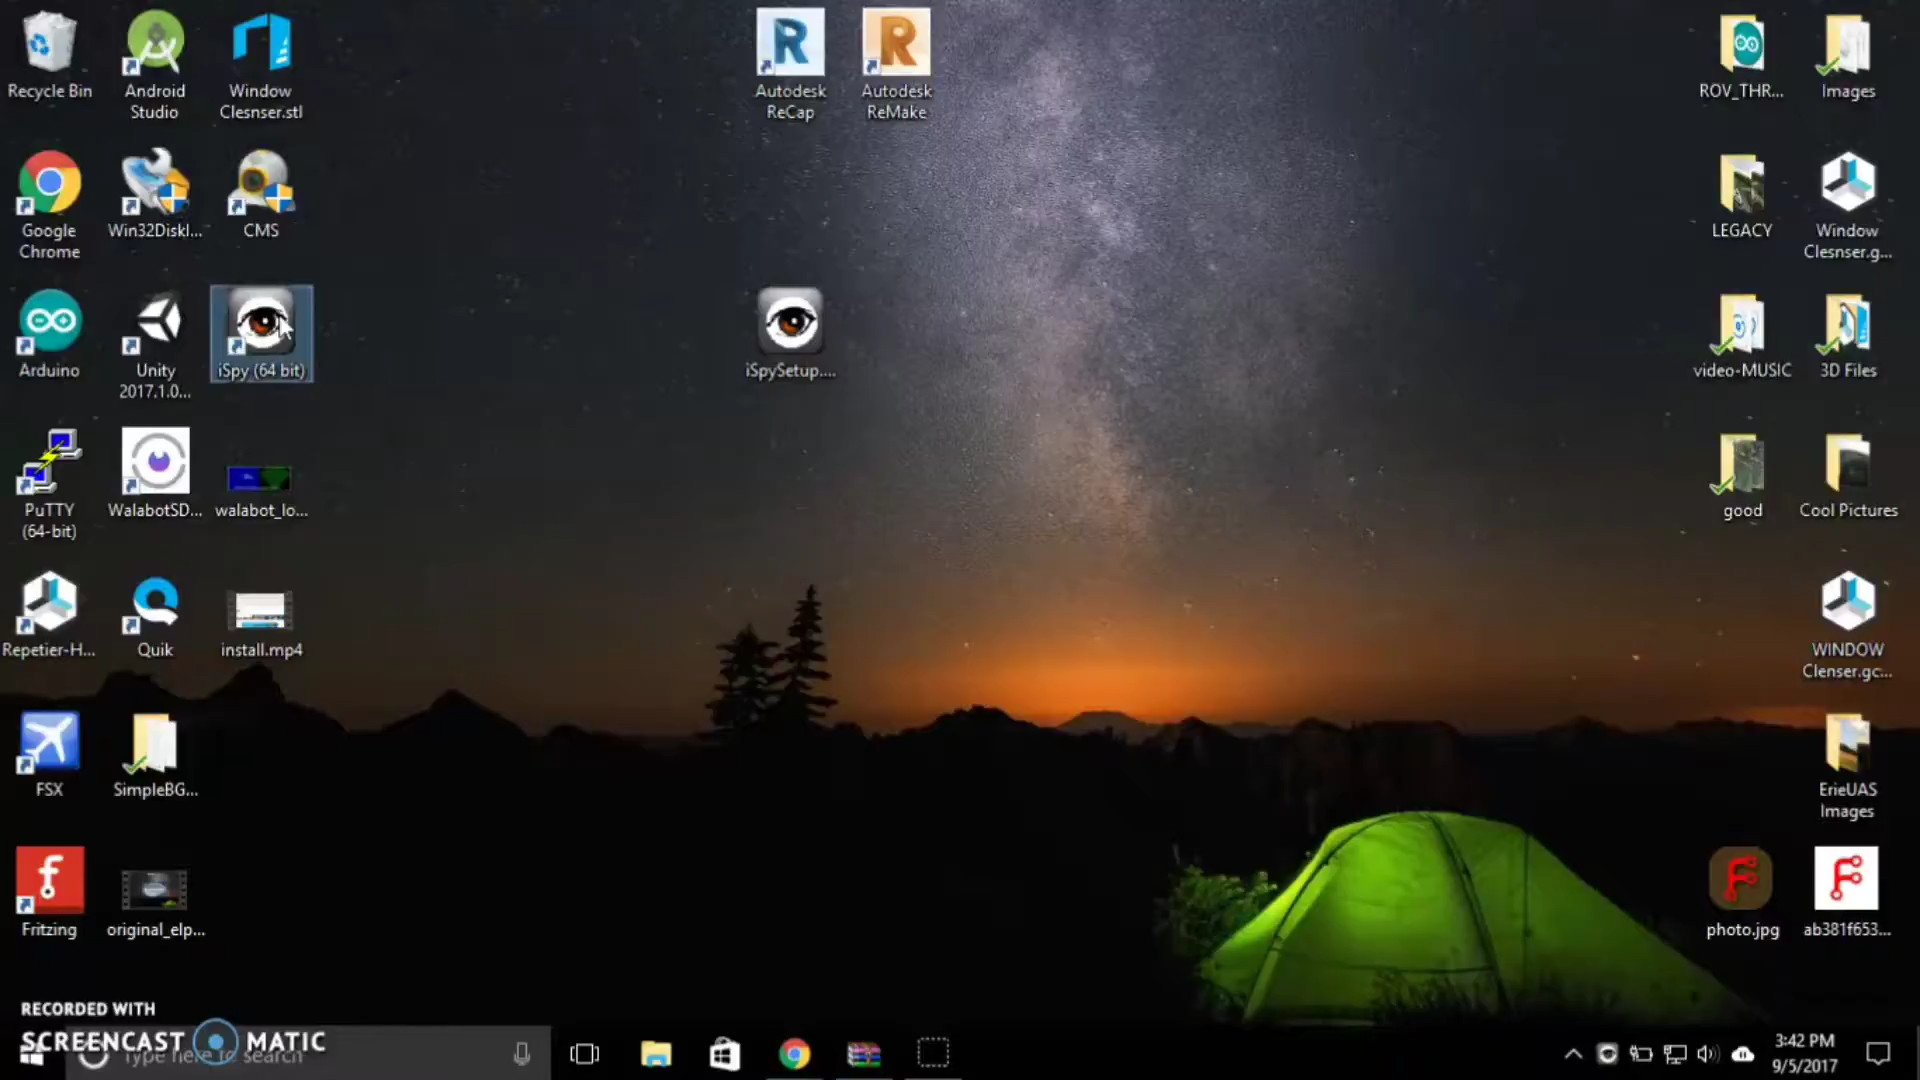 Recycle Bin
Android
Studio
Window
Clesnser.stl
Autodesk
ReCap
Autodesk
ReMake
ROV_THR...
Images
Google
Chrome
Win32DiskI...
CMS
LEGACY
Window
Clesnser.g...
Arduino
Unity
2017.1.0...
iSpy (64 bit)
iSpySetup....
video-MUSIC
3D Files
PuTTY
(64-bit)
WalabotSD...
walabot_lo...
good
Cool Pictures
Repetier-H...
Quik
install.mp4
WINDOW
Clenser.gc...
FSX
SimpleBG...
ErieUAS
Images
Fritzing
original_elp...
photo.jpg
ab381f653...
RECORDED WITH
SCREENCAST MATIC
Type here to search
3:42 PM
9/5/2017